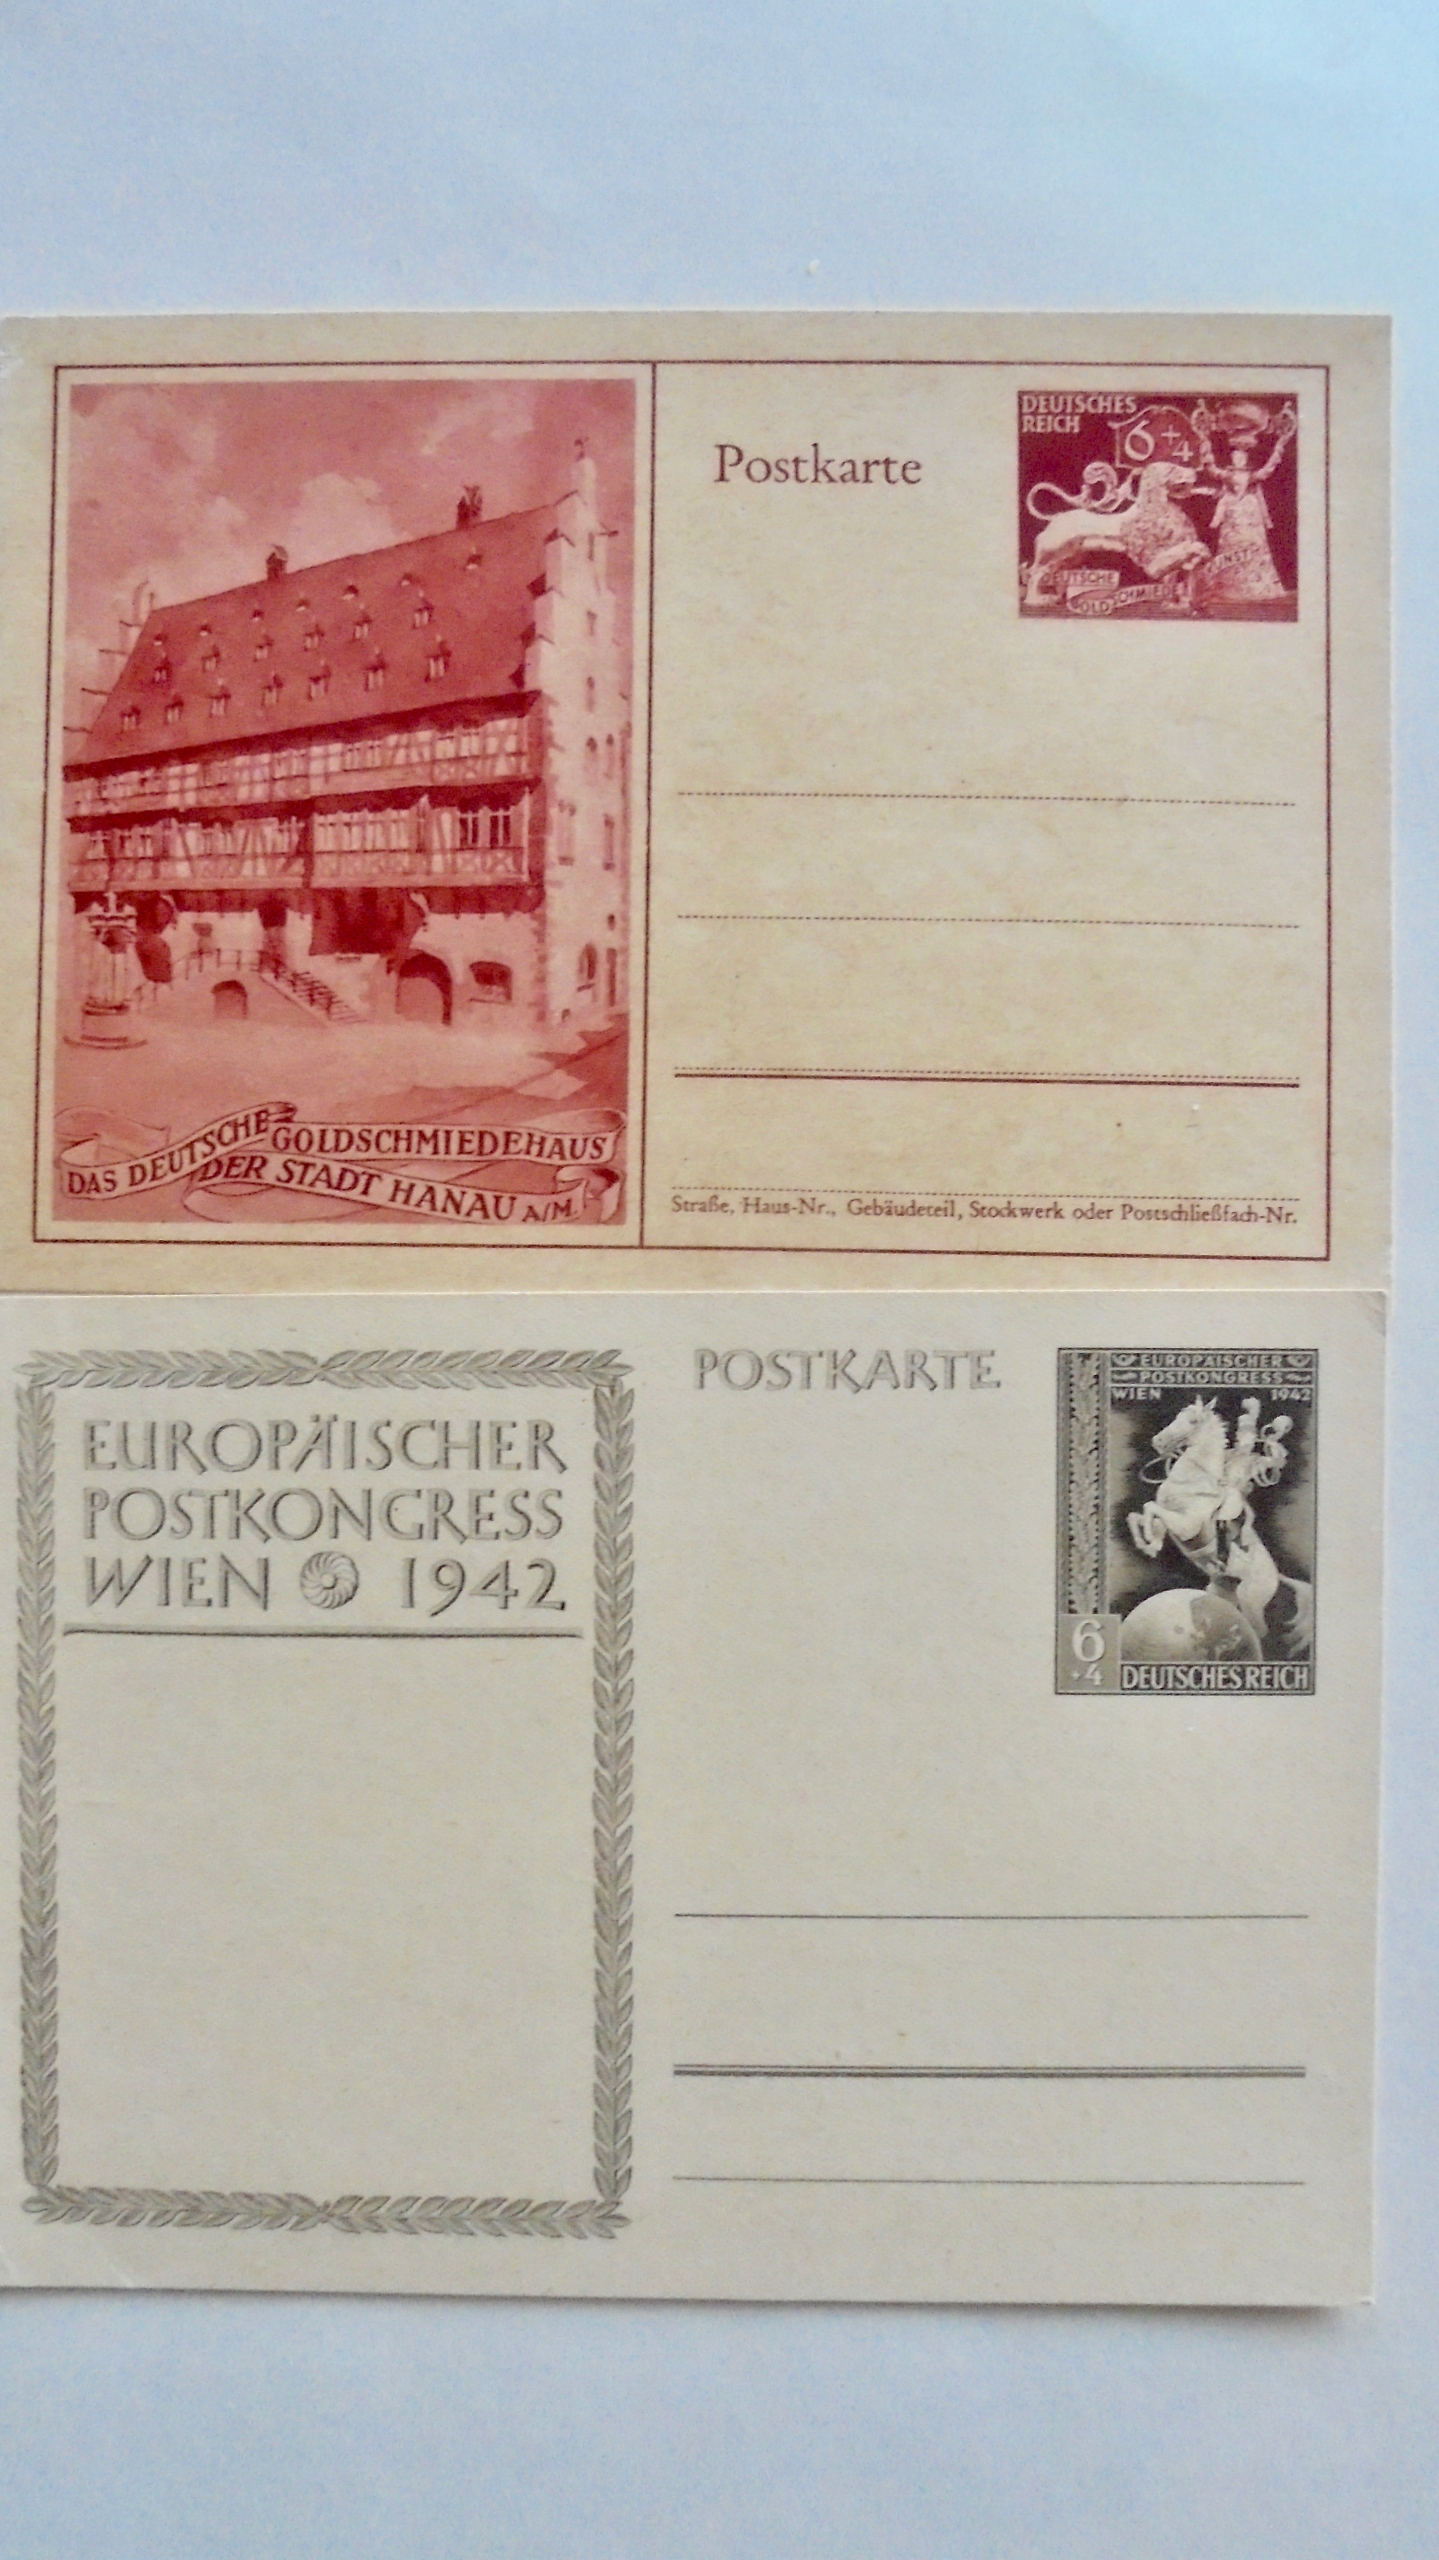 Postkarte
DEUTSCHES
REICH
6+4
DEUTSCHE
GOLDSCHMIEDE
KUNST
DAS DEUTSCHE GOLDSCHMIEDEHAUS
DER STADT HANAU A/M.
Straße, Haus-Nr., Gebäudeteil, Stockwerk oder Postschließfach-Nr.
EUROPÄISCHER
POSTKONGRESS
WIEN 1942
POSTKARTE
EUROPÄISCHER
POSTKONGRESS
WIEN 1942
6
+4
DEUTSCHES REICH